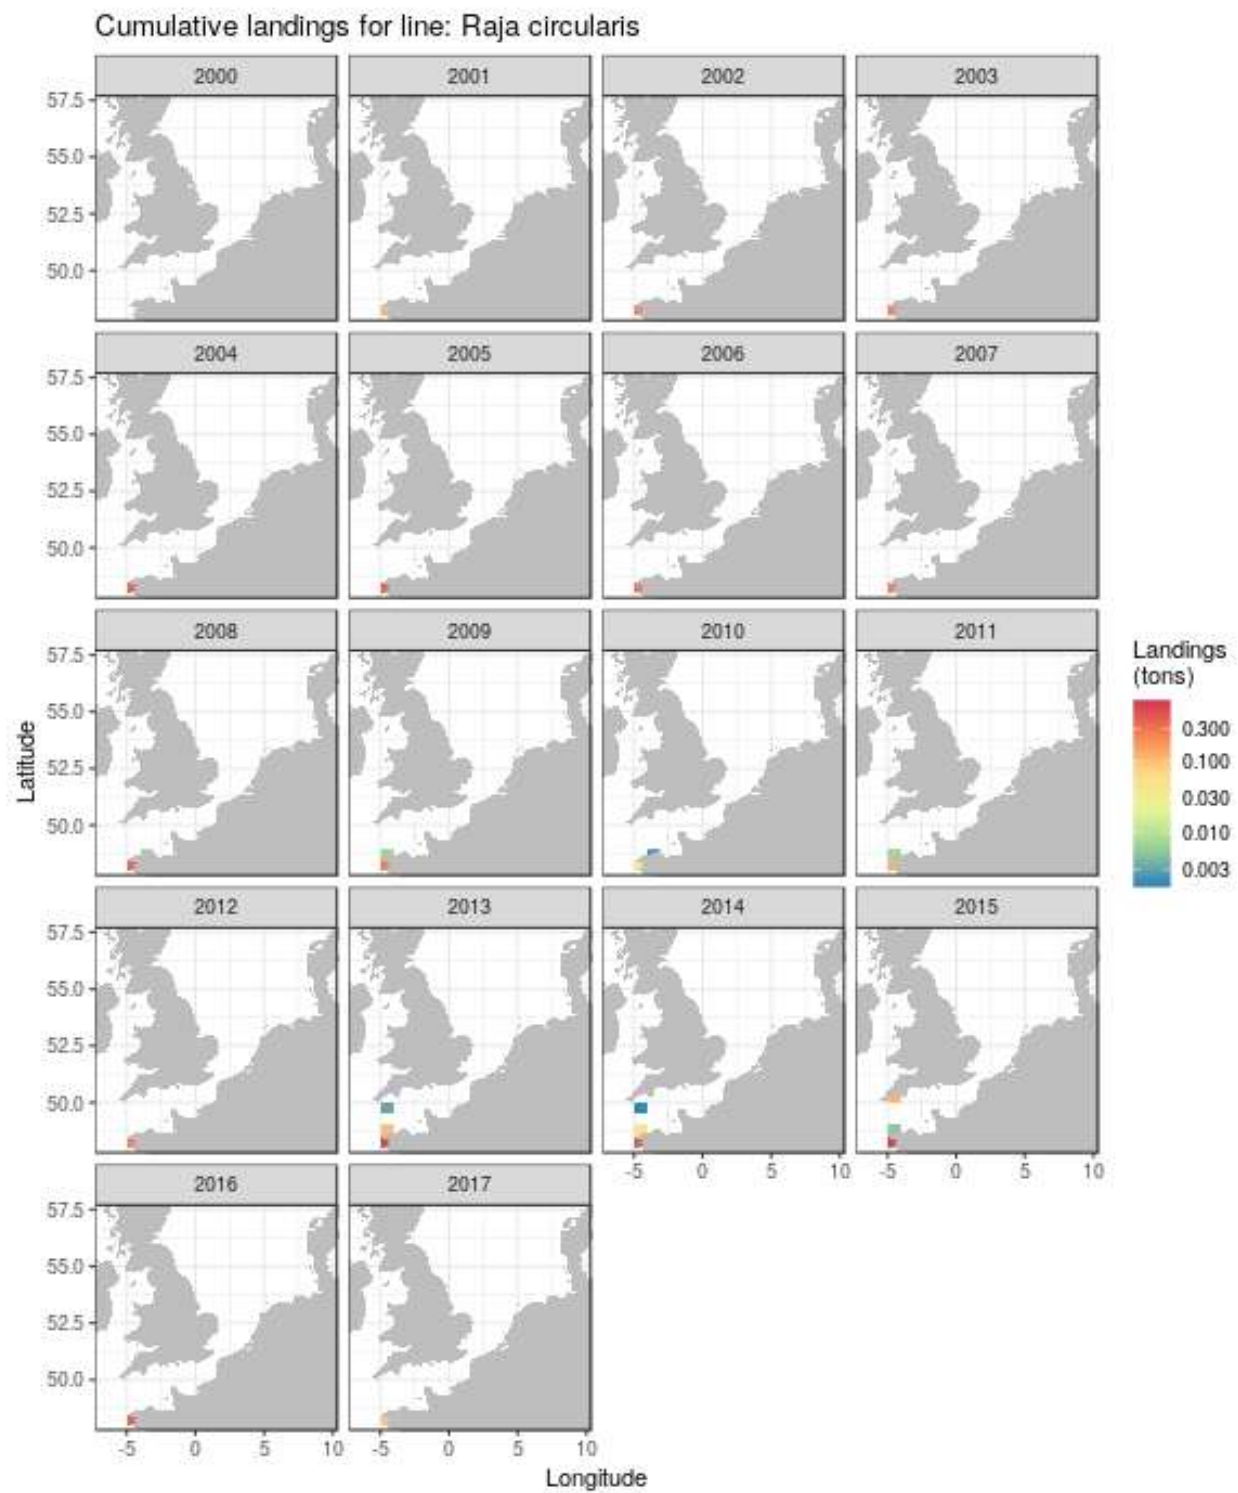 Cumulative landings for line: Raja circularis
2000 2001 2002 2003
57.5
55.0
52.5
50.0
2004 2005 2006 2007
57.5
55.0
52.5
50.0
2008 2009 2010 2011
57.5
55.0
52.5
50.0
Latitude
Landings
(tons)
0.300
0.100
0.030
0.010
0.003
2012 2013 2014 2015
57.5
55.0
52.5
50.0
-5 0 5 10 -5 0 5 10
2016 2017
57.5
55.0
52.5
50.0
-5 0 5 10 -5 0 5 10
Longitude